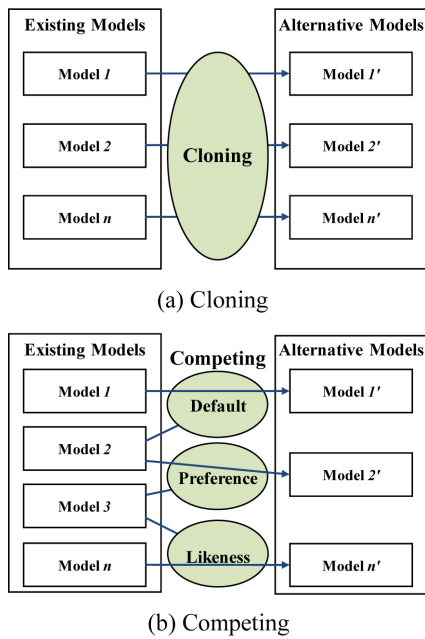 Existing Models
Alternative Models
Model 1
Model 1'
Model 2
Cloning
Model 2'
Model n
Model n'
(a) Cloning
Existing Models
Competing
Alternative Models
Model 1
Default
Model 1'
Model 2
Preference
Model 2'
Model 3
Likeness
Model n
Model n'
(b) Competing